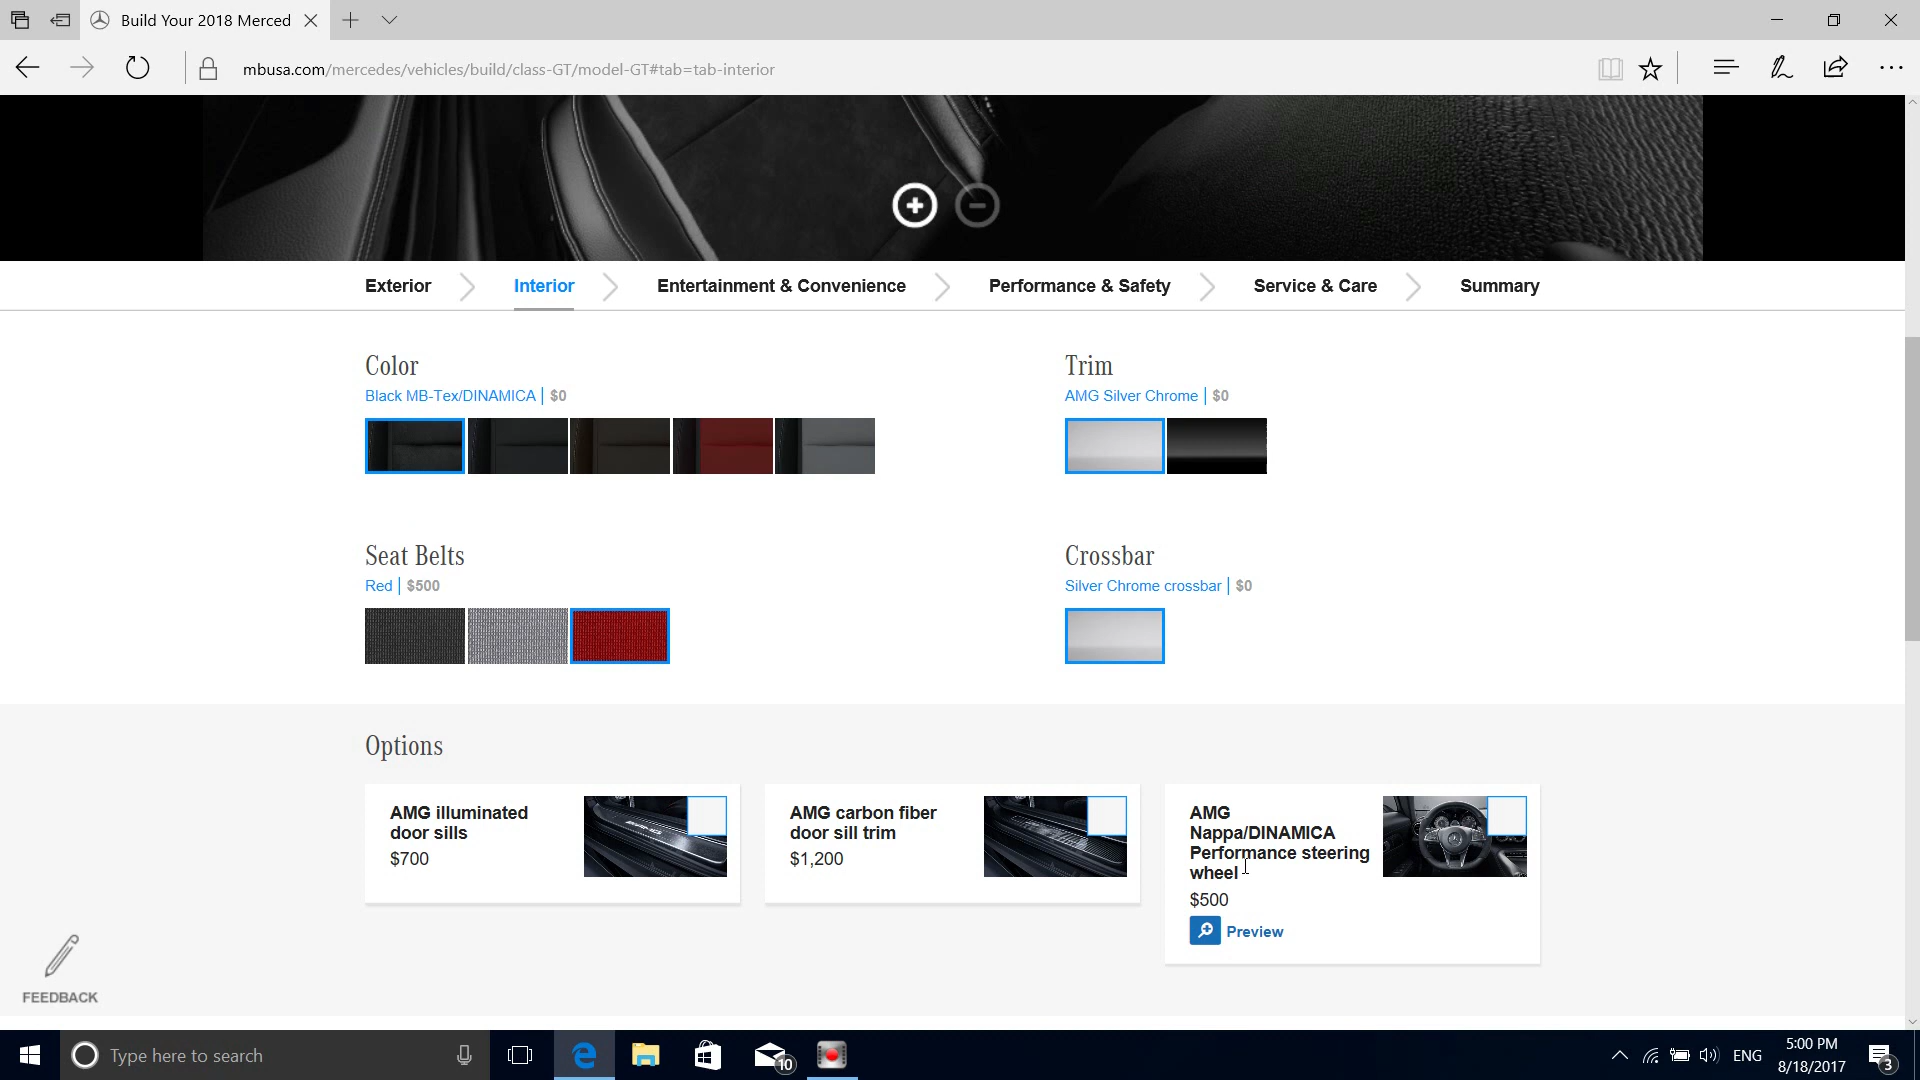 Build Your 2018 Merced
mbusa.com/mercedes/vehicles/build/class-GT/model-GT#tab=tab-interior
Exterior Interior Entertainment & Convenience Performance & Safety Service & Care Summary
Color
Black MB-Tex/DINAMICA | $0
Trim
AMG Silver Chrome | $0
Seat Belts
Red | $500
Crossbar
Silver Chrome crossbar | $0
Options
AMG illuminated
door sills
$700
AMG carbon fiber
door sill trim
$1,200
AMG
Nappa/DINAMICA
Performance steering
wheel
$500
Preview
FEEDBACK
Type here to search
10
ENG
5:00 PM
8/18/2017
3